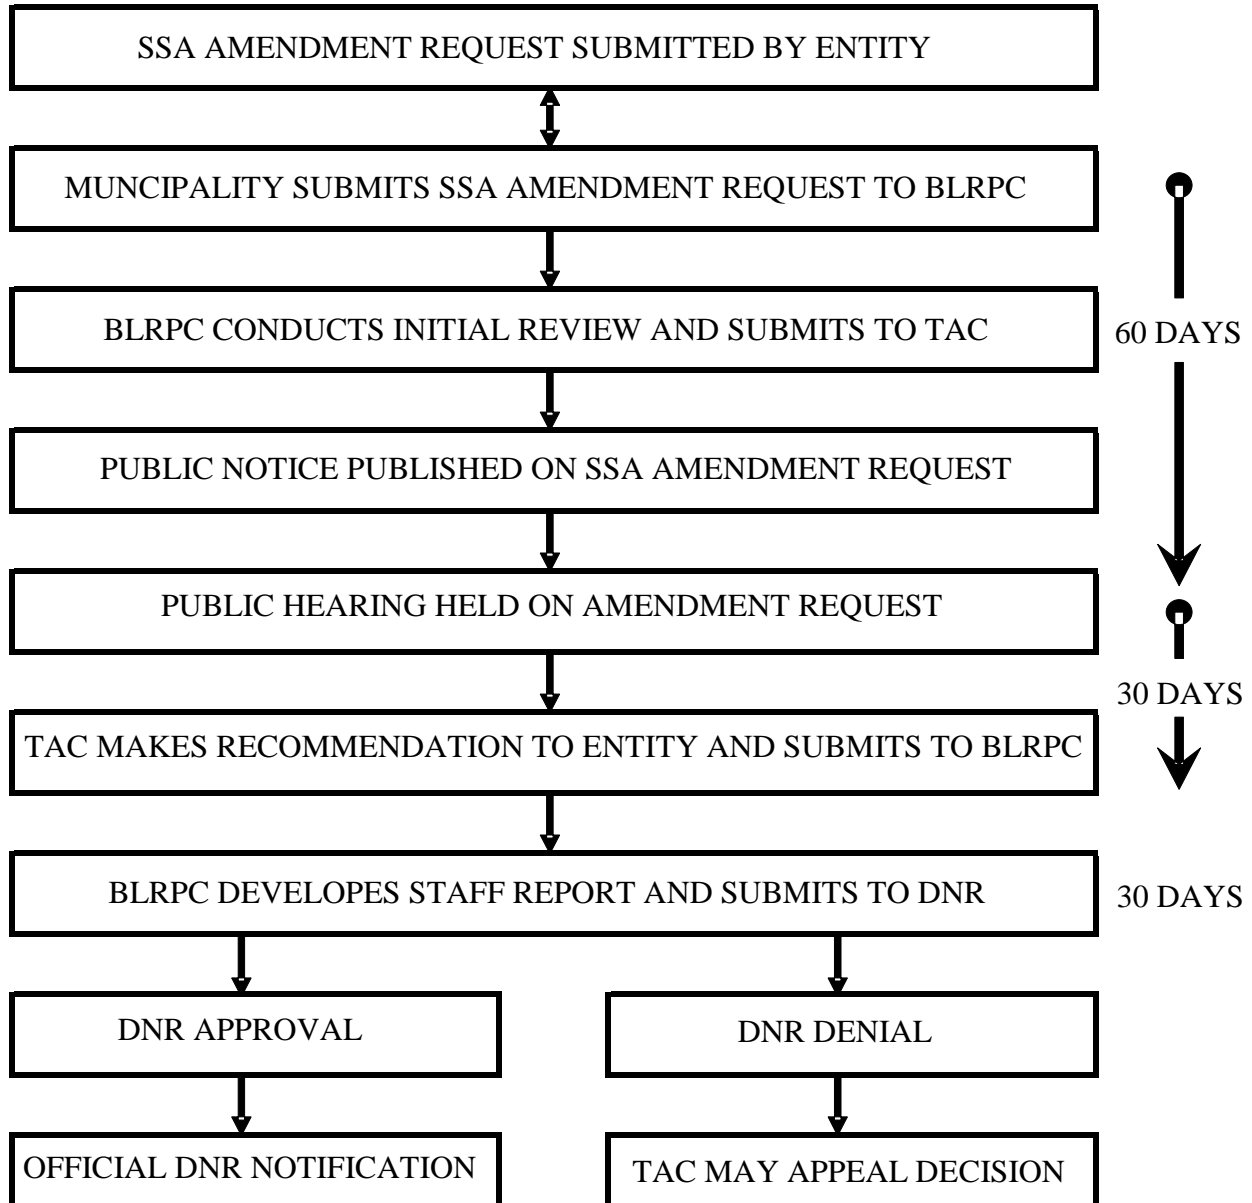 SSA AMENDMENT REQUEST SUBMITTED BY ENTITY
MUNCIPALITY SUBMITS SSA AMENDMENT REQUEST TO BLRPC
BLRPC CONDUCTS INITIAL REVIEW AND SUBMITS TO TAC
60 DAYS
PUBLIC NOTICE PUBLISHED ON SSA AMENDMENT REQUEST
PUBLIC HEARING HELD ON AMENDMENT REQUEST
30 DAYS
TAC MAKES RECOMMENDATION TO ENTITY AND SUBMITS TO BLRPC
BLRPC DEVELOPES STAFF REPORT AND SUBMITS TO DNR
30 DAYS
DNR APPROVAL
DNR DENIAL
OFFICIAL DNR NOTIFICATION
TAC MAY APPEAL DECISION